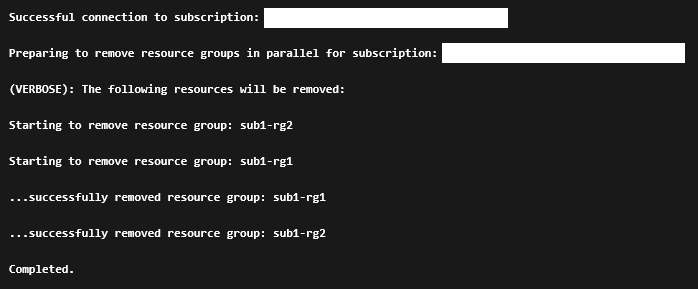 Successful connection to subscription:
Preparing to remove resource groups in parallel for subscription:
(VERBOSE): The following resources will be removed:
Starting to remove resource group: sub1-rg2
Starting to remove resource group: sub1-rg1
...successfully removed resource group: sub1-rg1
...successfully removed resource group: sub1-rg2
Completed.